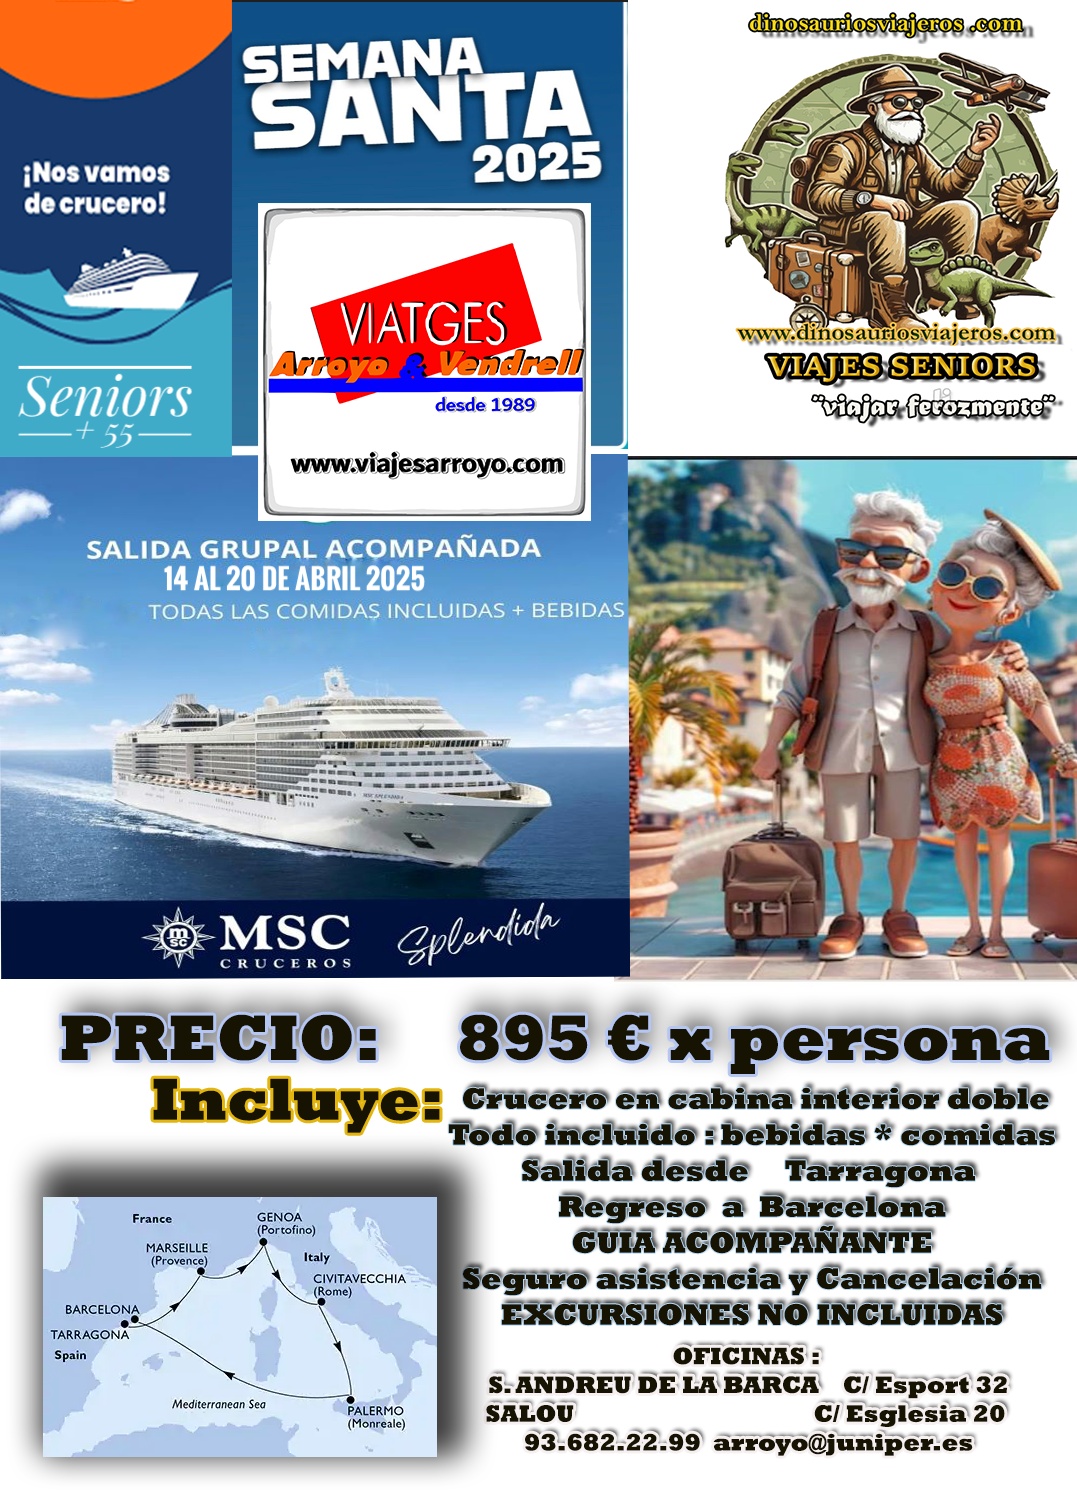 ¡Nos vamos
de crucero!
Seniors
+ 55
SEMANA
SANTA
2025
VIATGES
Arroyo & Vendrell
desde 1989
www.viajesarroyo.com
dinosauriosviajeros .com
www.dinosauriosviajeros.com
VIAJES SENIORS
"viajar ferozmente"
SALIDA GRUPAL ACOMPAÑADA
14 AL 20 DE ABRIL 2025
TODAS LAS COMIDAS INCLUIDAS + BEBIDAS
MSC SPLENDIDA
msc
MSC
CRUCEROS
Splendida
PRECIO: 895 € x persona
Incluye: Crucero en cabina interior doble
Todo incluido : bebidas * comidas
Salida desde Tarragona
Regreso a Barcelona
GUIA ACOMPAÑANTE
Seguro asistencia y Cancelación
EXCURSIONES NO INCLUIDAS
France
GENOA
(Portofino)
MARSEILLE
(Provence)
Italy
CIVITAVECCHIA
(Rome)
BARCELONA
TARRAGONA
Spain
Mediterranean Sea
PALERMO
(Monreale)
OFICINAS :
S. ANDREU DE LA BARCA C/ Esport 32
SALOU C/ Esglesia 20
93.682.22.99 arroyo@juniper.es